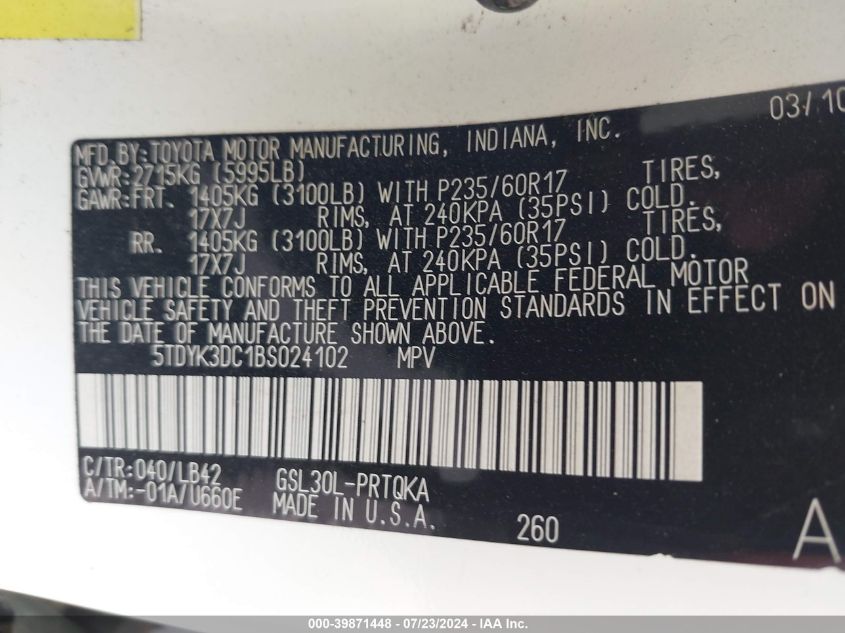 03/10
MFD. BY: TOYOTA MOTOR MANUFACTURING, INDIANA, INC.
GVWR: 2715KG (5995LB)
GAWR: FRT. 1405KG (3100LB) WITH P235/60R17 TIRES,
17X7J RIMS, AT 240KPA (35PSI) COLD.
RR. 1405KG (3100LB) WITH P235/60R17 TIRES,
17X7J RIMS, AT 240KPA (35PSI) COLD.
THIS VEHICLE CONFORMS TO ALL APPLICABLE FEDERAL MOTOR
VEHICLE SAFETY AND THEFT PREVENTION STANDARDS IN EFFECT ON
THE DATE OF MANUFACTURE SHOWN ABOVE.
5TDYK3DC1BS024102 MPV
C/TR: 040/LB42 GSL30L-PRTQKA
A/TM: -01A/U660E MADE IN U.S.A.
260 A
000-39871448 - 07/23/2024 - IAA Inc.